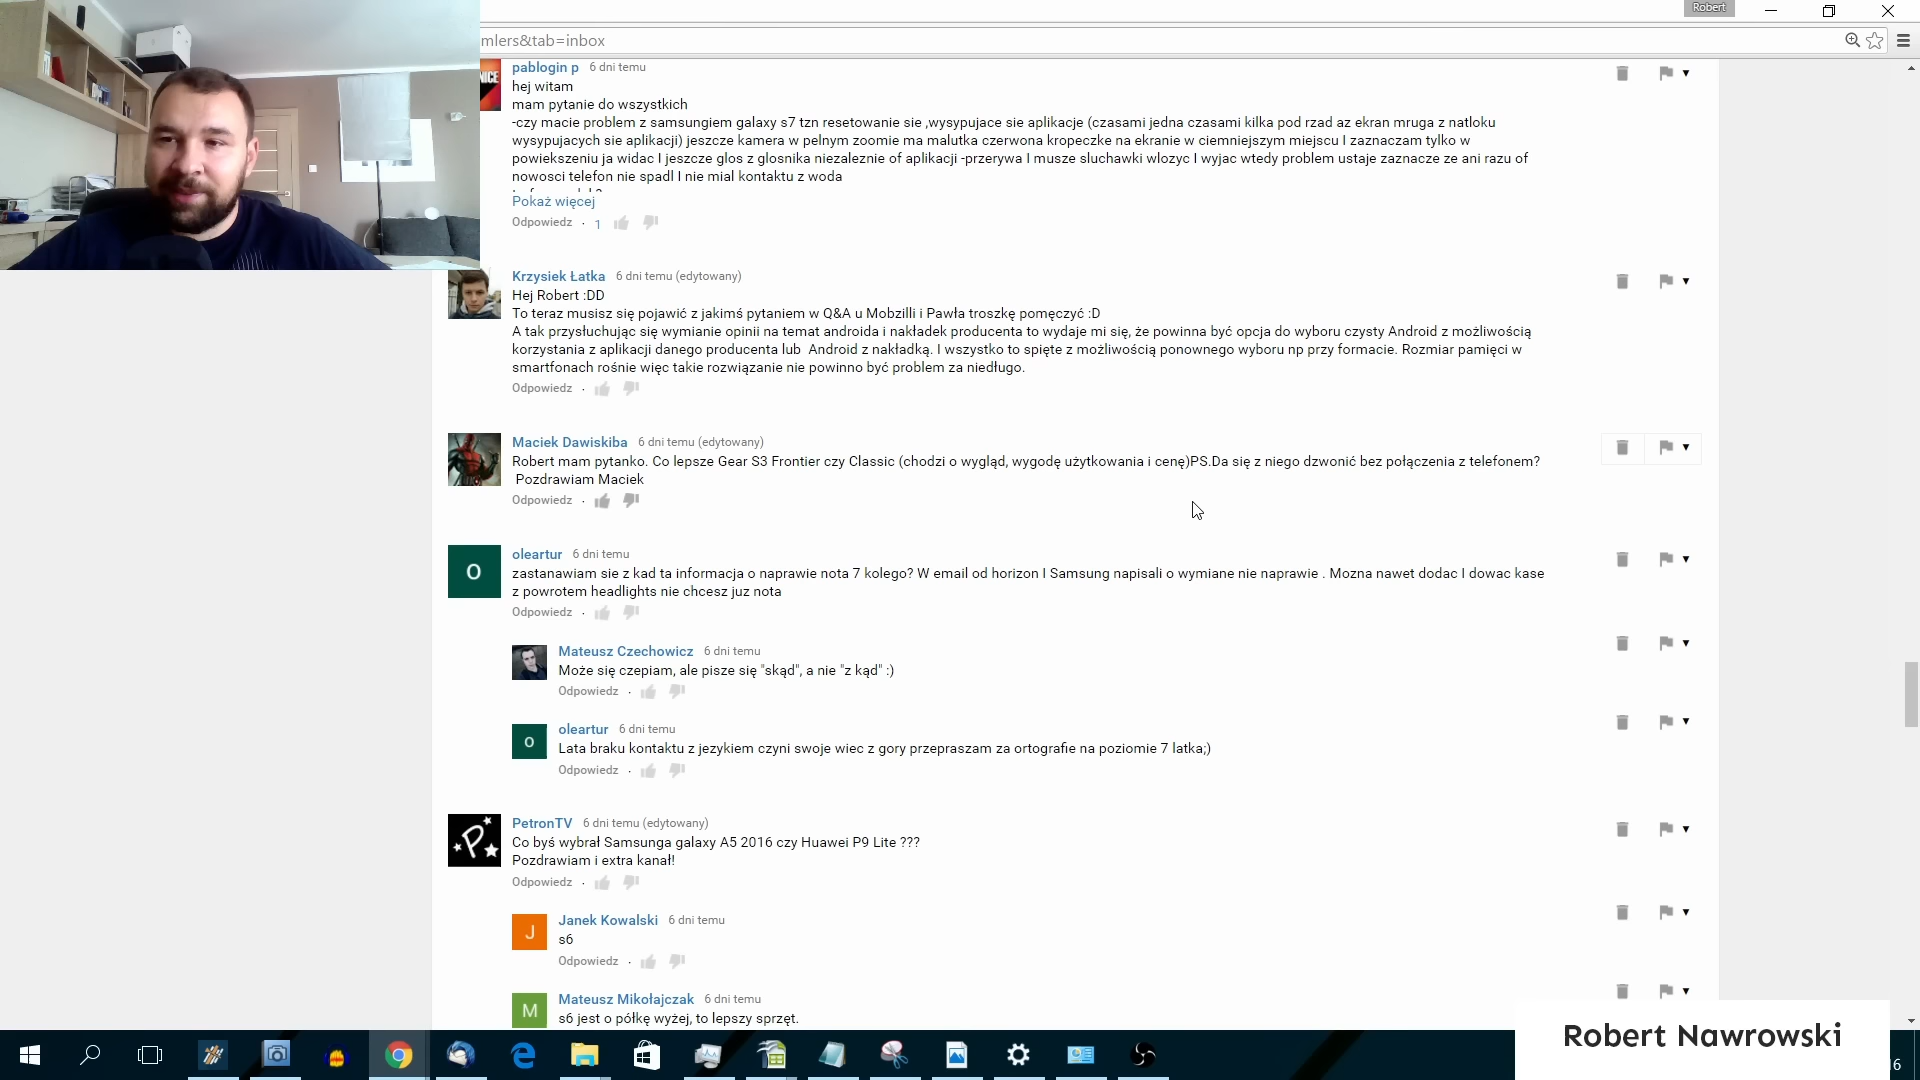 Robert
mlers&tab=inbox
NICE
pablogin p 6 dni temu
hej witam
mam pytanie do wszystkich
-czy macie problem z samsungiem galaxy s7 tzn resetowanie sie ,wysypujace sie aplikacje (czasami jedna czasami kilka pod rzad az ekran mruga z natloku
wysypujacych sie aplikacji) jeszcze kamera w pelnym zoomie ma malutka czerwona kropeczke na ekranie w ciemniejszym miejscu I zaznaczam tylko w
powiekszeniu ja widac I jeszcze glos z glosnika niezaleznie of aplikacji -przerywa I musze sluchawki wlozyc I wyjac wtedy problem ustaje zaznacze ze ani razu of
nowosci telefon nie spadl I nie mial kontaktu z woda
Pokaż więcej
Odpowiedz · 1
Krzysiek Łatka 6 dni temu (edytowany)
Hej Robert :DD
To teraz musisz się pojawić z jakimś pytaniem w Q&A u Mobzilli i Pawła troszkę pomęczyć :D
A tak przysłuchując się wymianie opinii na temat androida i nakładek producenta to wydaje mi się, że powinna być opcja do wyboru czysty Android z możliwością
korzystania z aplikacji danego producenta lub  Android z nakładką. I wszystko to spięte z możliwością ponownego wyboru np przy formacie. Rozmiar pamięci w
smartfonach rośnie więc takie rozwiązanie nie powinno być problem za niedługo.
Odpowiedz ·
Maciek Dawiskiba 6 dni temu (edytowany)
Robert mam pytanko. Co lepsze Gear S3 Frontier czy Classic (chodzi o wygląd, wygodę użytkowania i cenę)PS.Da się z niego dzwonić bez połączenia z telefonem?
Pozdrawiam Maciek
Odpowiedz ·
O
oleartur 6 dni temu
zastanawiam sie z kad ta informacja o naprawie nota 7 kolego? W email od horizon I Samsung napisali o wymiane nie naprawie . Mozna nawet dodac I dowac kase
z powrotem headlights nie chcesz juz nota
Odpowiedz ·
Mateusz Czechowicz 6 dni temu
Może się czepiam, ale pisze się "skąd", a nie "z kąd" :)
Odpowiedz ·
O
oleartur 6 dni temu
Lata braku kontaktu z jezykiem czyni swoje wiec z gory przepraszam za ortografie na poziomie 7 latka;)
Odpowiedz ·
P
PetronTV 6 dni temu (edytowany)
Co byś wybrał Samsunga galaxy A5 2016 czy Huawei P9 Lite ???
Pozdrawiam i extra kanał!
Odpowiedz ·
J
Janek Kowalski 6 dni temu
s6
Odpowiedz ·
M
Mateusz Mikołajczak 6 dni temu
s6 jest o półkę wyżej, to lepszy sprzęt.
Robert Nawrowski
16